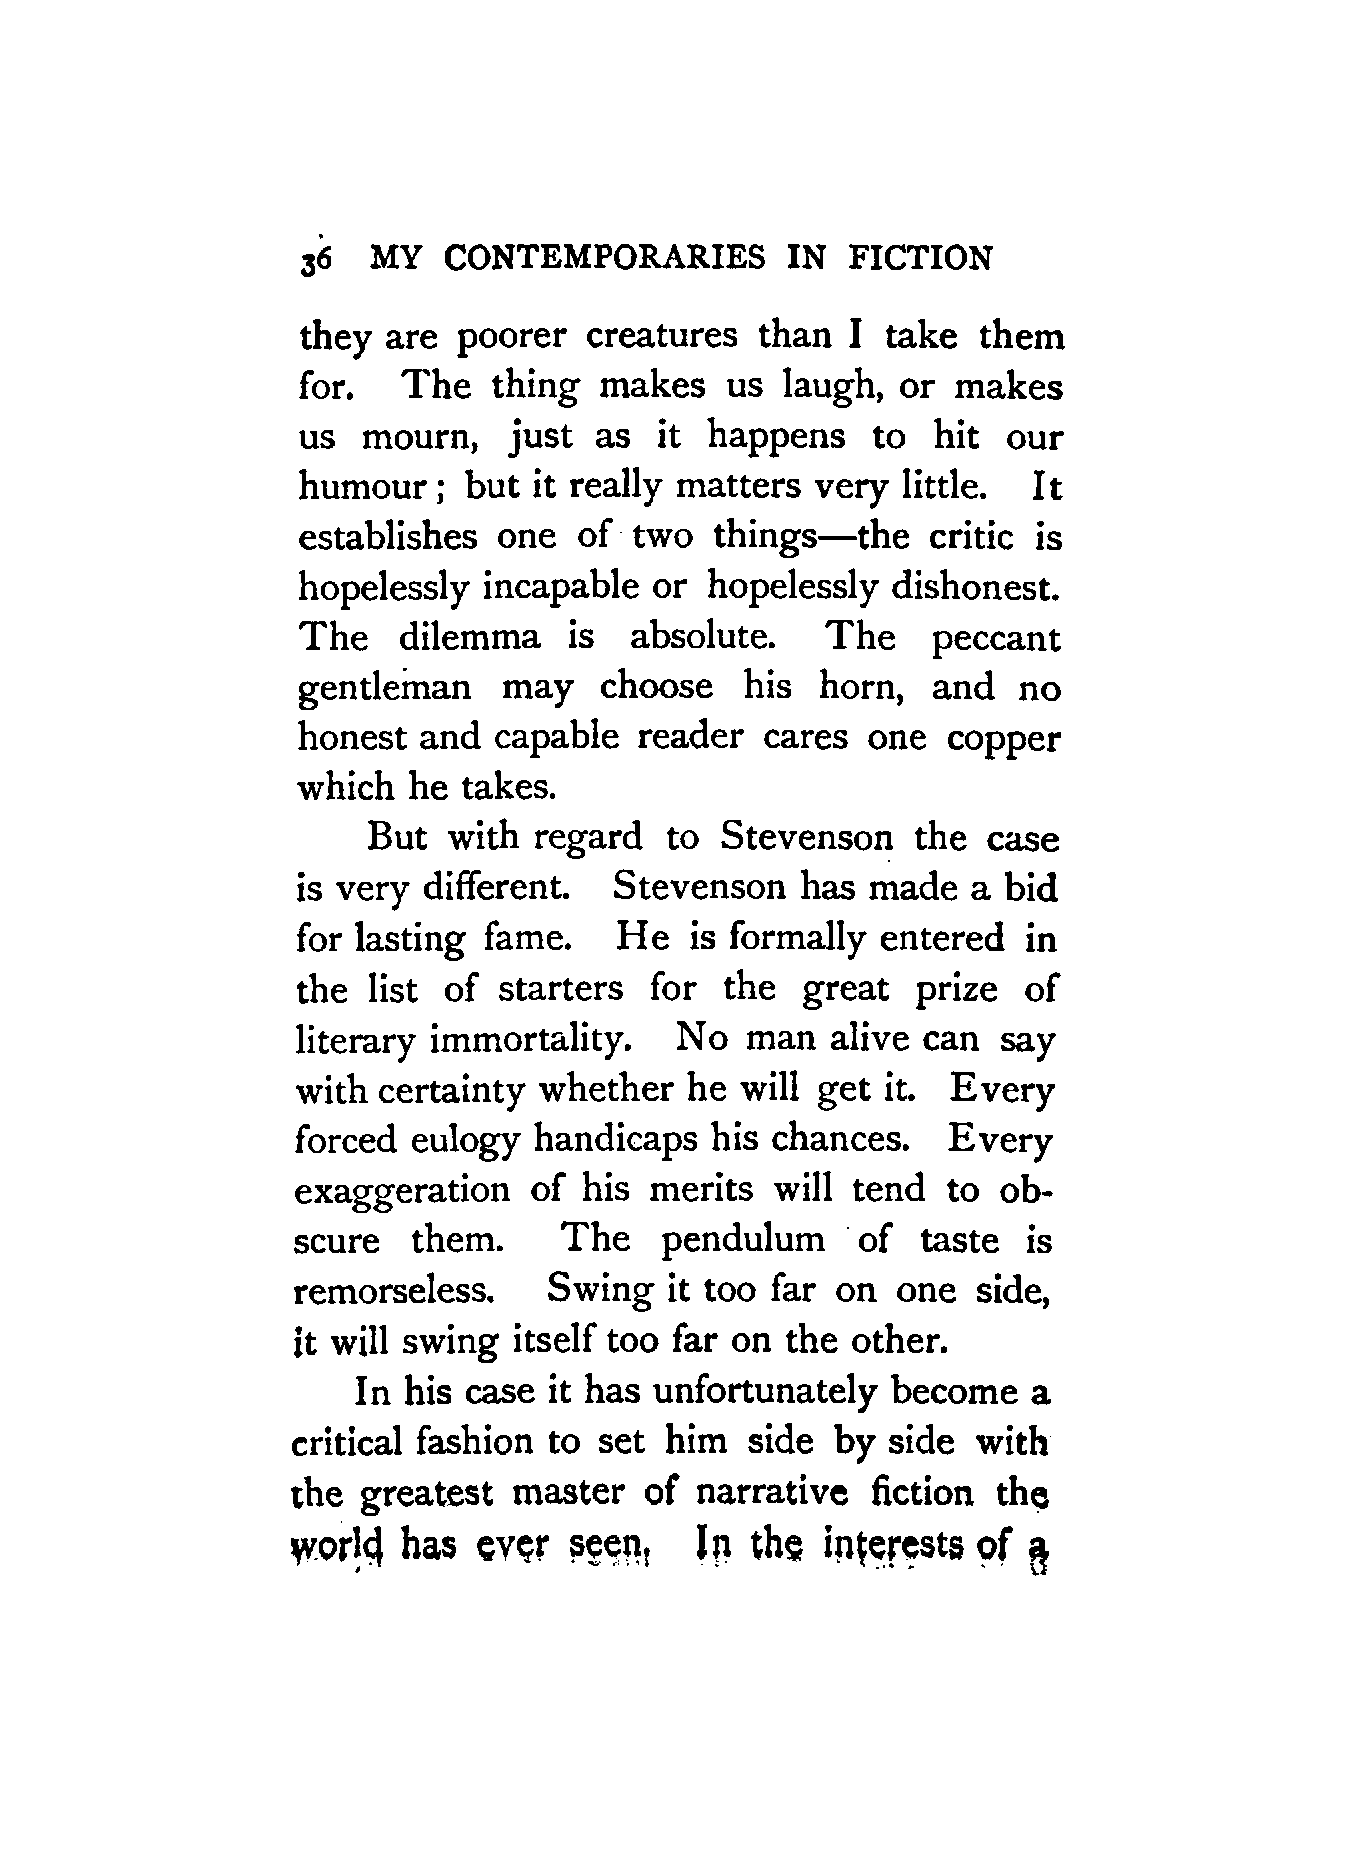 36 MY CONTEMPORARIES IN FICTION
they are poorer creatures than I take them
for. The thing makes us laugh, or makes
us mourn, just as it happens to hit our
humour; but it really matters very little. It
establishes one of two things—the critic is
hopelessly incapable or hopelessly dishonest.
The dilemma is absolute. The peccant
gentleman may choose his horn, and no
honest and capable reader cares one copper
which he takes.
But with regard to Stevenson the case
is very different. Stevenson has made a bid
for lasting fame. He is formally entered in
the list of starters for the great prize of
literary immortality. No man alive can say
with certainty whether he will get it. Every
forced eulogy handicaps his chances. Every
exaggeration of his merits will tend to ob-
scure them. The pendulum of taste is
remorseless. Swing it too far on one side,
it will swing itself too far on the other.
In his case it has unfortunately become a
critical fashion to set him side by side with
the greatest master of narrative fiction the
world has ever seen. In the interests of a